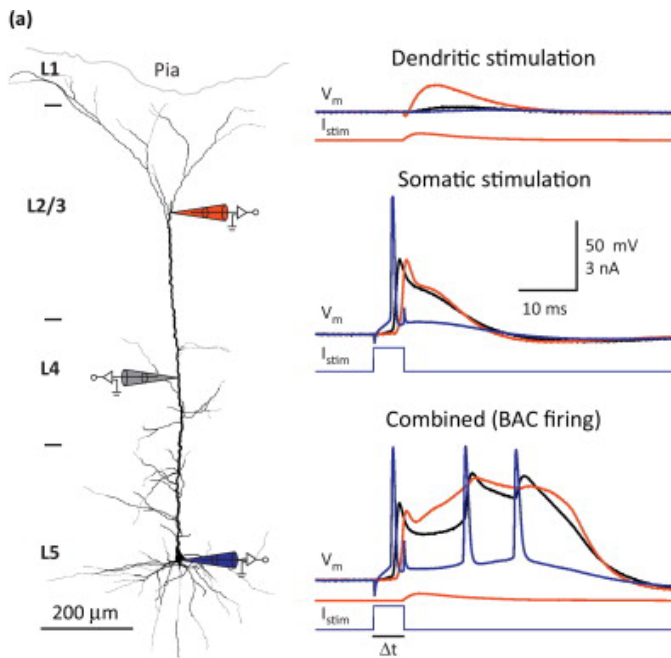 (a)
L1
Pia
L2/3
L4
L5
200 μm
Dendritic stimulation
Vm
Istim
Somatic stimulation
50 mV
3 nA
10 ms
Vm
Istim
Combined (BAC firing)
Vm
Istim
Δt